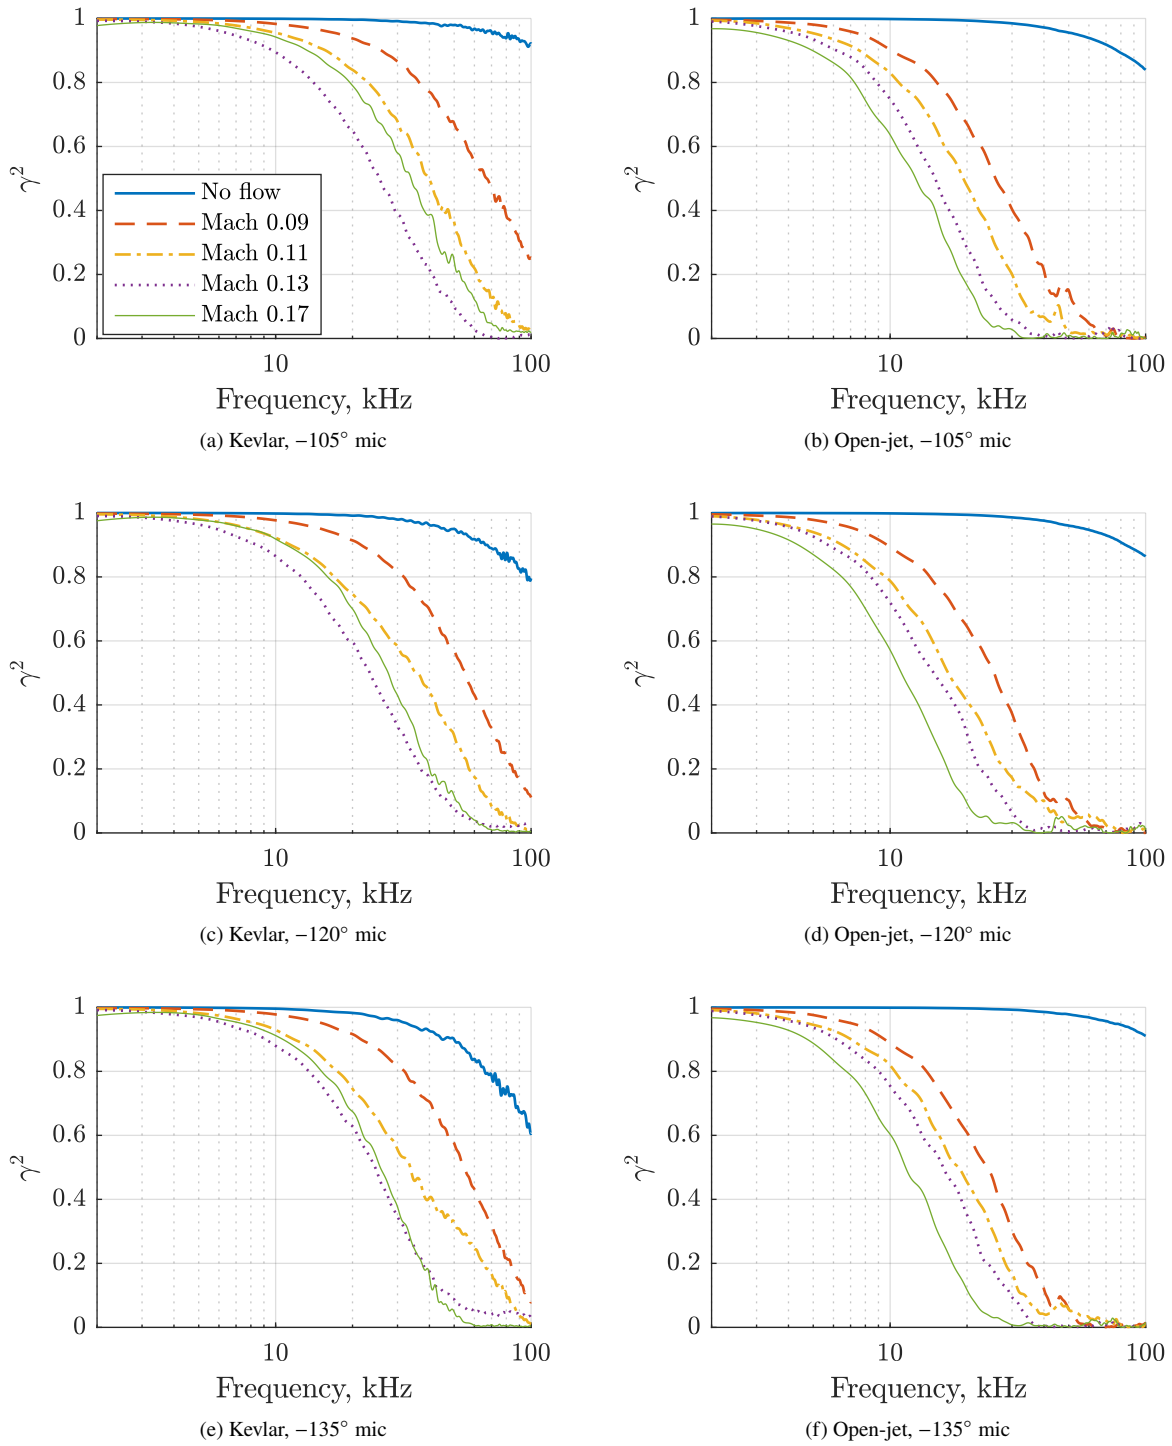 1
0.8
0.6
γ²
0.4
0.2
0
No flow
Mach 0.09
Mach 0.11
Mach 0.13
Mach 0.17
10
100
Frequency, kHz
(a) Kevlar, −105° mic
1
0.8
0.6
γ²
0.4
0.2
0
10
100
Frequency, kHz
(b) Open-jet, −105° mic
1
0.8
0.6
γ²
0.4
0.2
0
10
100
Frequency, kHz
(c) Kevlar, −120° mic
1
0.8
0.6
γ²
0.4
0.2
0
10
100
Frequency, kHz
(d) Open-jet, −120° mic
1
0.8
0.6
γ²
0.4
0.2
0
10
100
Frequency, kHz
(e) Kevlar, −135° mic
1
0.8
0.6
γ²
0.4
0.2
0
10
100
Frequency, kHz
(f) Open-jet, −135° mic